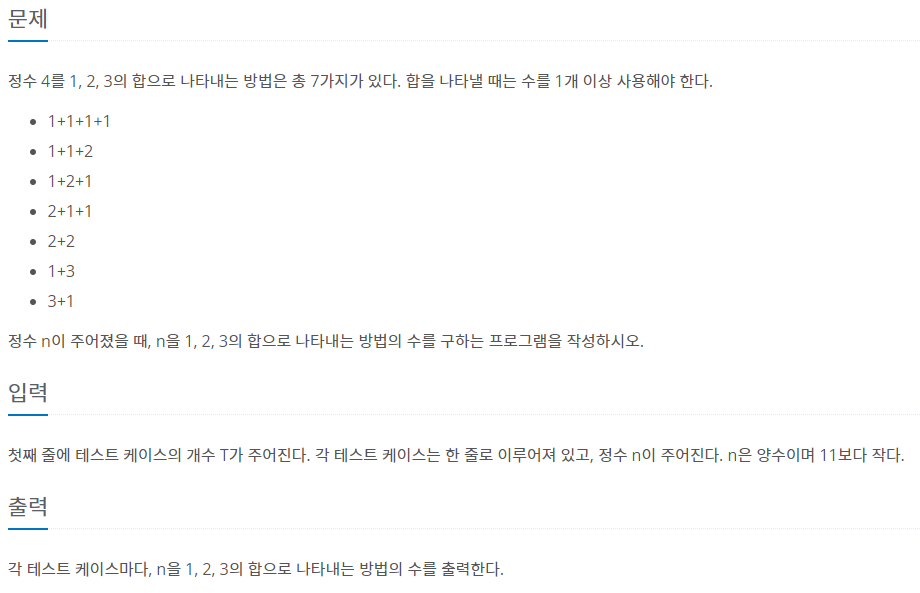 문제
정수 4를 1, 2, 3의 합으로 나타내는 방법은 총 7가지가 있다. 합을 나타낼 때는 수를 1개 이상 사용해야 한다.
1+1+1+1
1+1+2
1+2+1
2+1+1
2+2
1+3
3+1
정수 n이 주어졌을 때, n을 1, 2, 3의 합으로 나타내는 방법의 수를 구하는 프로그램을 작성하시오.
입력
첫째 줄에 테스트 케이스의 개수 T가 주어진다. 각 테스트 케이스는 한 줄로 이루어져 있고, 정수 n이 주어진다. n은 양수이며 11보다 작다.
출력
각 테스트 케이스마다, n을 1, 2, 3의 합으로 나타내는 방법의 수를 출력한다.